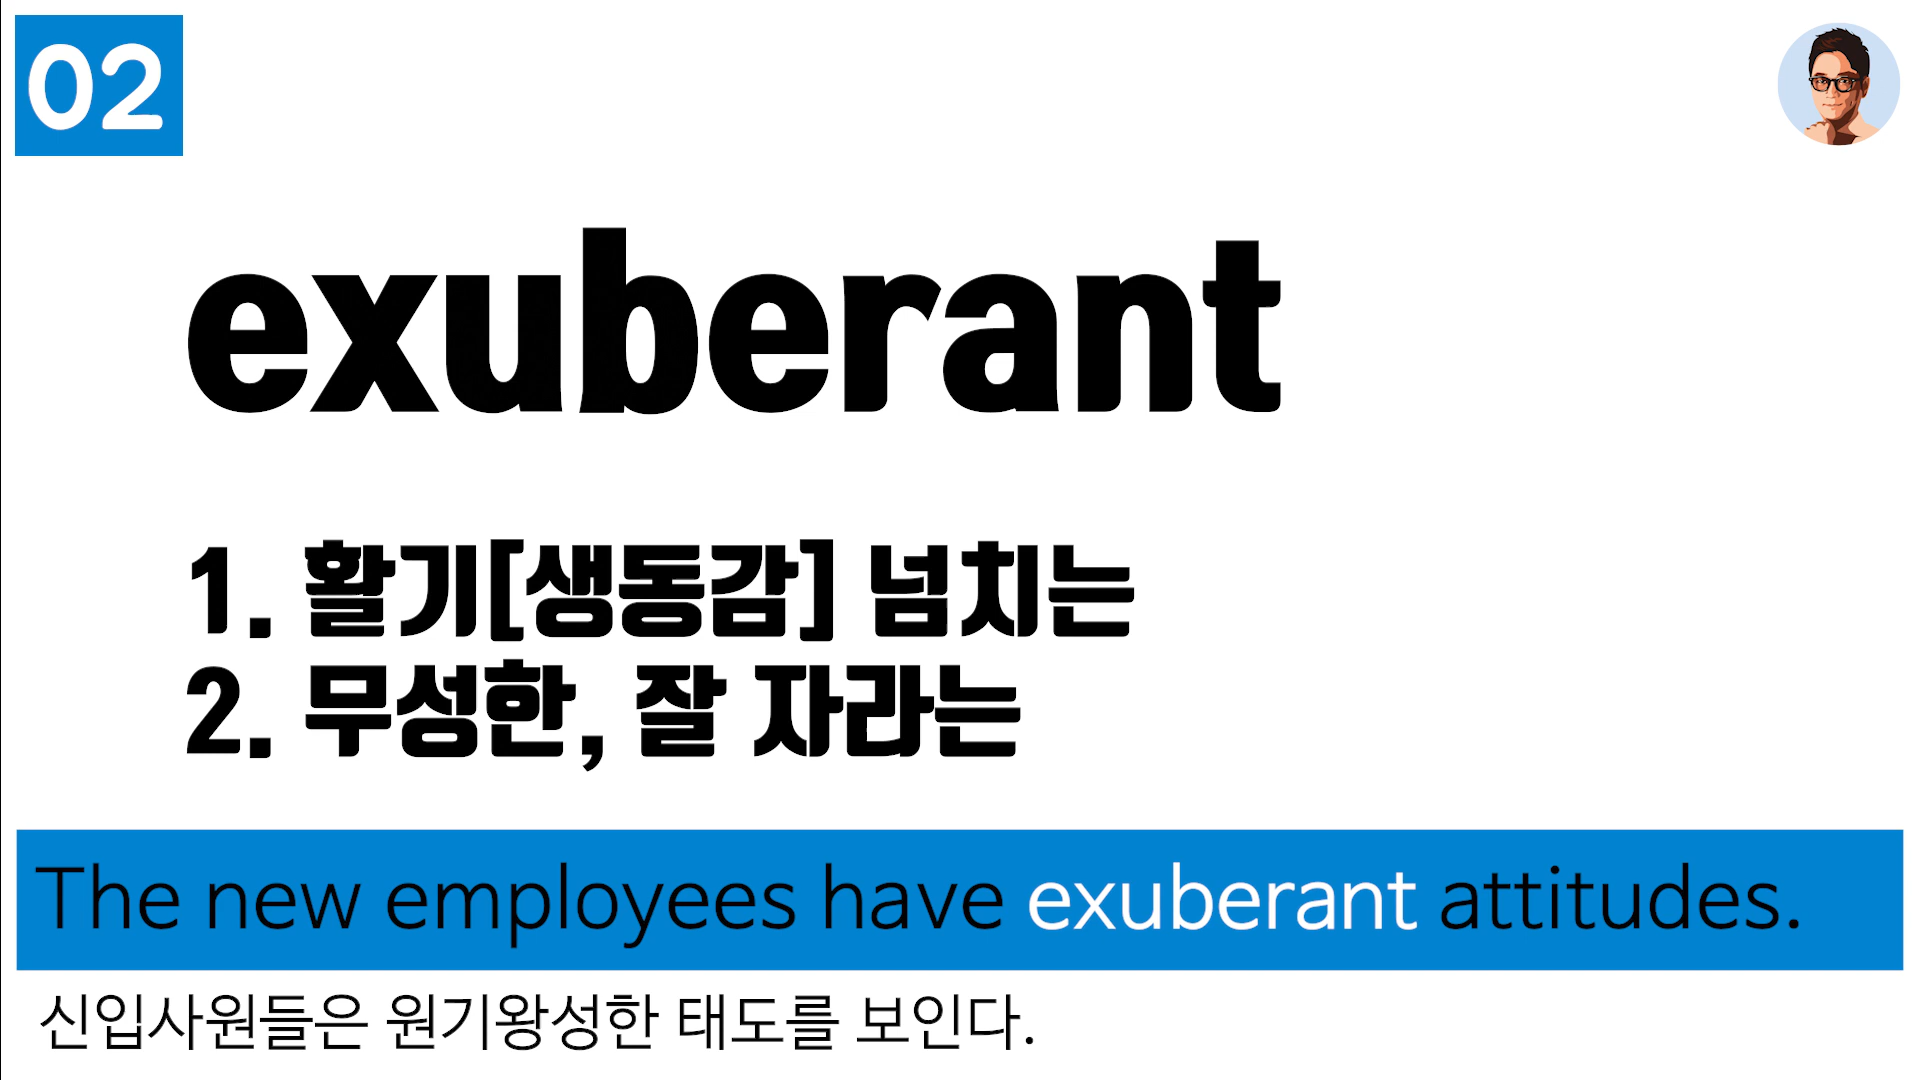 02
exuberant
1. 활기[생동감] 넘치는
2. 무성한, 잘 자라는
The new employees have exuberant attitudes.
신입사원들은 원기왕성한 태도를 보인다.